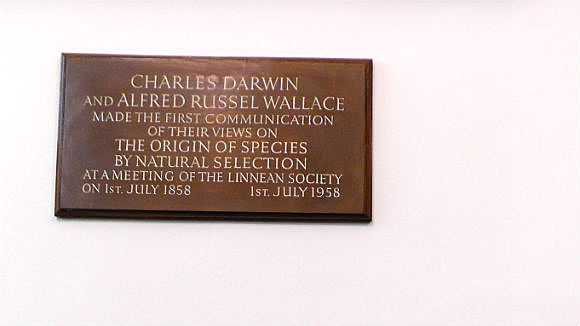 CHARLES DARWIN
AND ALFRED RUSSEL WALLACE
MADE THE FIRST COMMUNICATION
OF THEIR VIEWS ON
THE ORIGIN OF SPECIES
BY NATURAL SELECTION
AT A MEETING OF THE LINNEAN SOCIETY
ON 1ST. JULY 1858 1ST. JULY 1958